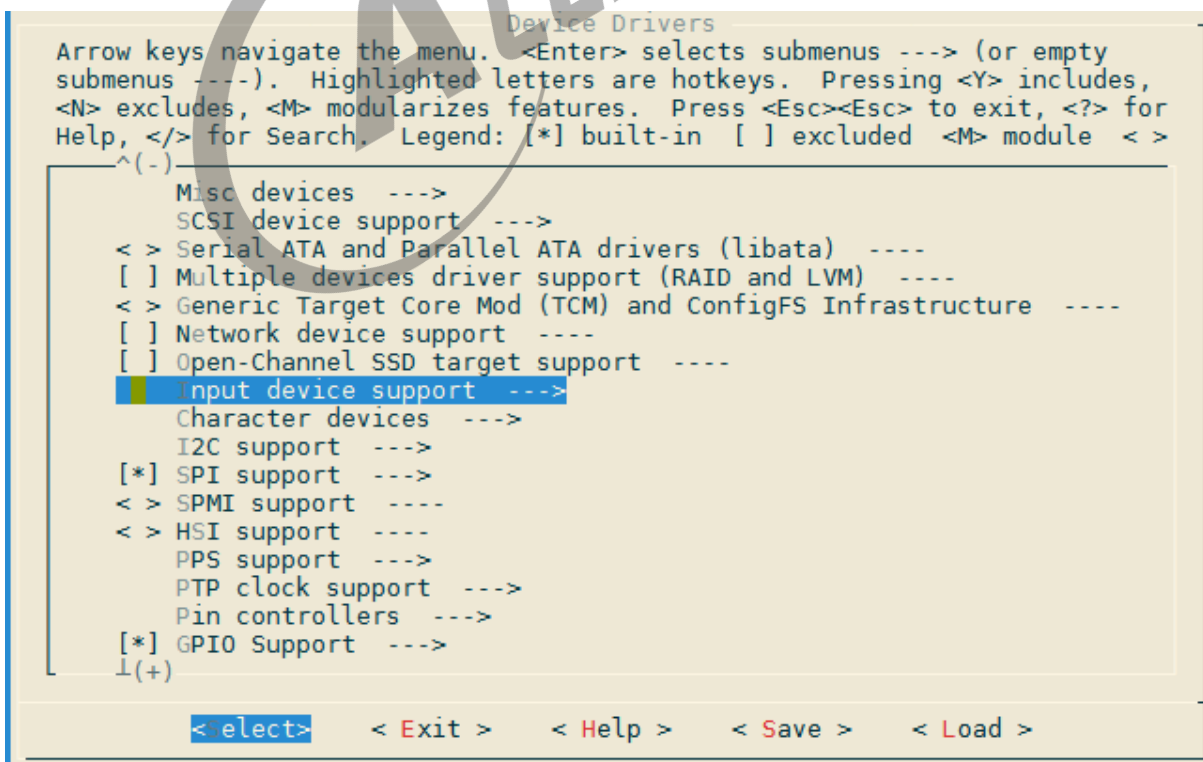 Device Drivers
Arrow keys navigate the menu.  <Enter> selects submenus ---> (or empty
submenus ----).  Highlighted letters are hotkeys.  Pressing <Y> includes,
<N> excludes, <M> modularizes features.  Press <Esc><Esc> to exit, <?> for
Help, </> for Search.  Legend: [*] built-in  [ ] excluded  <M> module  < >
^(-)
Misc devices  --->
SCSI device support  --->
< > Serial ATA and Parallel ATA drivers (libata)  ----
[ ] Multiple devices driver support (RAID and LVM)  ----
< > Generic Target Core Mod (TCM) and ConfigFS Infrastructure  ----
[ ] Network device support  ----
[ ] Open-Channel SSD target support  ----
Input device support  --->
Character devices  --->
I2C support  --->
[*] SPI support  --->
< > SPMI support  ----
< > HSI support  ----
PPS support  --->
PTP clock support  --->
Pin controllers  --->
[*] GPIO Support  --->
┴(+)
<Select>    < Exit >    < Help >    < Save >    < Load >